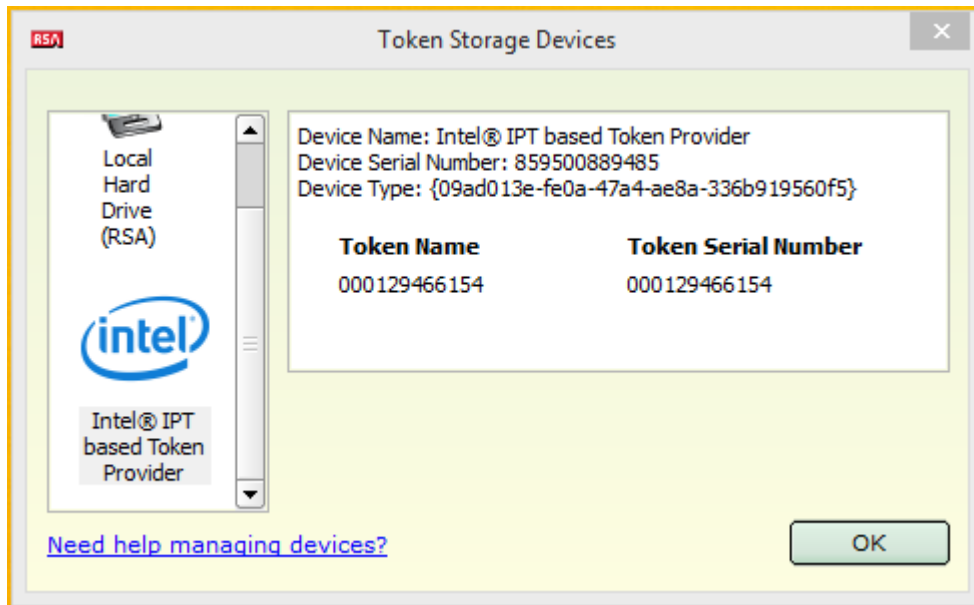 RSA
Token Storage Devices
Local
Hard
Drive
(RSA)
intel
Intel® IPT
based Token
Provider
Device Name: Intel® IPT based Token Provider
Device Serial Number: 859500889485
Device Type: {09ad013e-fe0a-47a4-ae8a-336b919560f5}
Token Name Token Serial Number
000129466154 000129466154
Need help managing devices?
OK